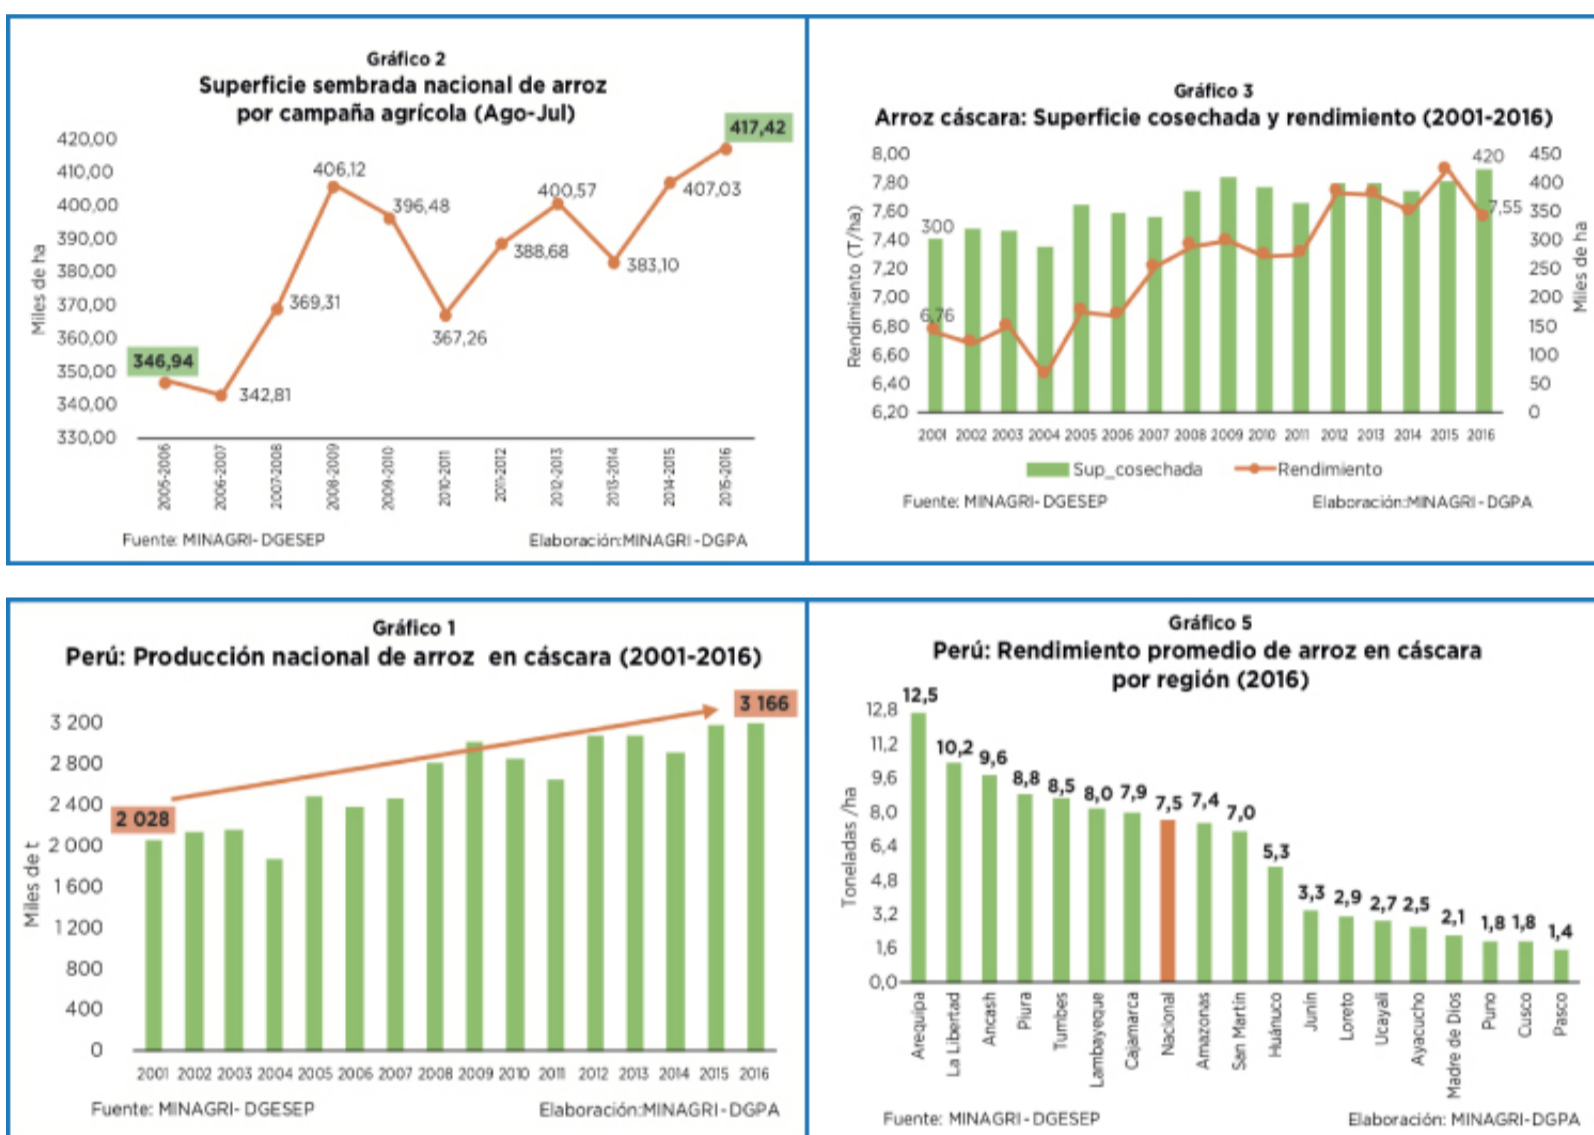 Gráfico 2
Superficie sembrada nacional de arroz
por campaña agrícola (Ago-Jul)
Miles de ha
420,00
410,00
400,00
390,00
380,00
370,00
360,00
350,00
340,00
330,00
346,94
342,81
369,31
406,12
396,48
367,26
388,68
400,57
383,10
407,03
417,42
2005-2006
2006-2007
2007-2008
2008-2009
2009-2010
2010-2011
2011-2012
2012-2013
2013-2014
2014-2015
2015-2016
Fuente: MINAGRI- DGESEP
Elaboración:MINAGRI -DGPA
Gráfico 3
Arroz cáscara: Superficie cosechada y rendimiento (2001-2016)
Rendimiento (T/ha)
8,00
7,80
7,60
7,40
7,20
7,00
6,80
6,60
6,40
6,20
300
6,76
420
7,55
450
400
350
300
250
200
150
100
50
0
Miles de ha
2001 2002 2003 2004 2005 2006 2007 2008 2009 2010 2011 2012 2013 2014 2015 2016
Sup_cosechada
Rendimiento
Fuente: MINAGRI- DGESEP
Elaboración:MINAGRI -DGPA
Gráfico 1
Perú: Producción nacional de arroz en cáscara (2001-2016)
Miles de t
3 200
2 800
2 400
2 000
1 600
1 200
800
400
0
2 028
3 166
2001 2002 2003 2004 2005 2006 2007 2008 2009 2010 2011 2012 2013 2014 2015 2016
Fuente: MINAGRI- DGESEP
Elaboración:MINAGRI -DGPA
Gráfico 5
Perú: Rendimiento promedio de arroz en cáscara
por región (2016)
Toneladas /ha
12,8
11,2
9,6
8,0
6,4
4,8
3,2
1,6
0,0
12,5
10,2
9,6
8,8
8,5
8,0
7,9
7,5
7,4
7,0
5,3
3,3
2,9
2,7
2,5
2,1
1,8
1,8
1,4
Arequipa
La Libertad
Ancash
Piura
Tumbes
Lambayeque
Cajamarca
Nacional
Amazonas
San Martín
Huánuco
Junín
Loreto
Ucayali
Ayacucho
Madre de Dios
Puno
Cusco
Pasco
Fuente: MINAGRI- DGESEP
Elaboración: MINAGRI -DGPA